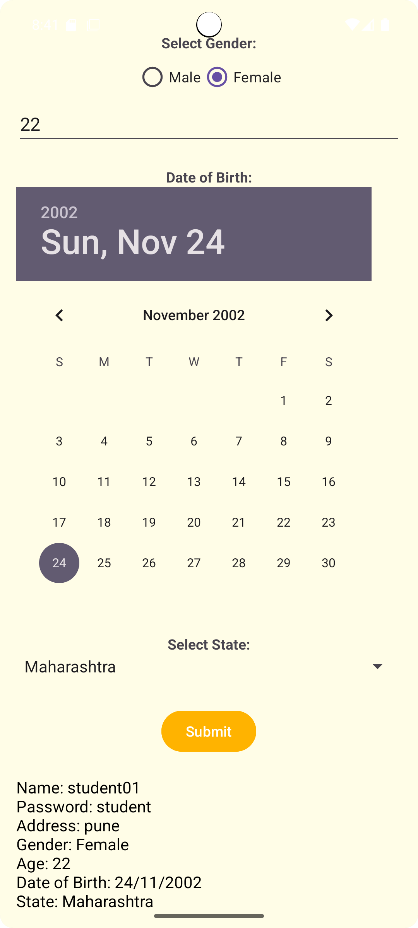 Select Gender:
Male Female
22
Date of Birth:
2002
Sun, Nov 24
November 2002
S M T W T F S
1 2
3 4 5 6 7 8 9
10 11 12 13 14 15 16
17 18 19 20 21 22 23
24 25 26 27 28 29 30
Select State:
Maharashtra
Submit
Name: student01
Password: student
Address: pune
Gender: Female
Age: 22
Date of Birth: 24/11/2002
State: Maharashtra